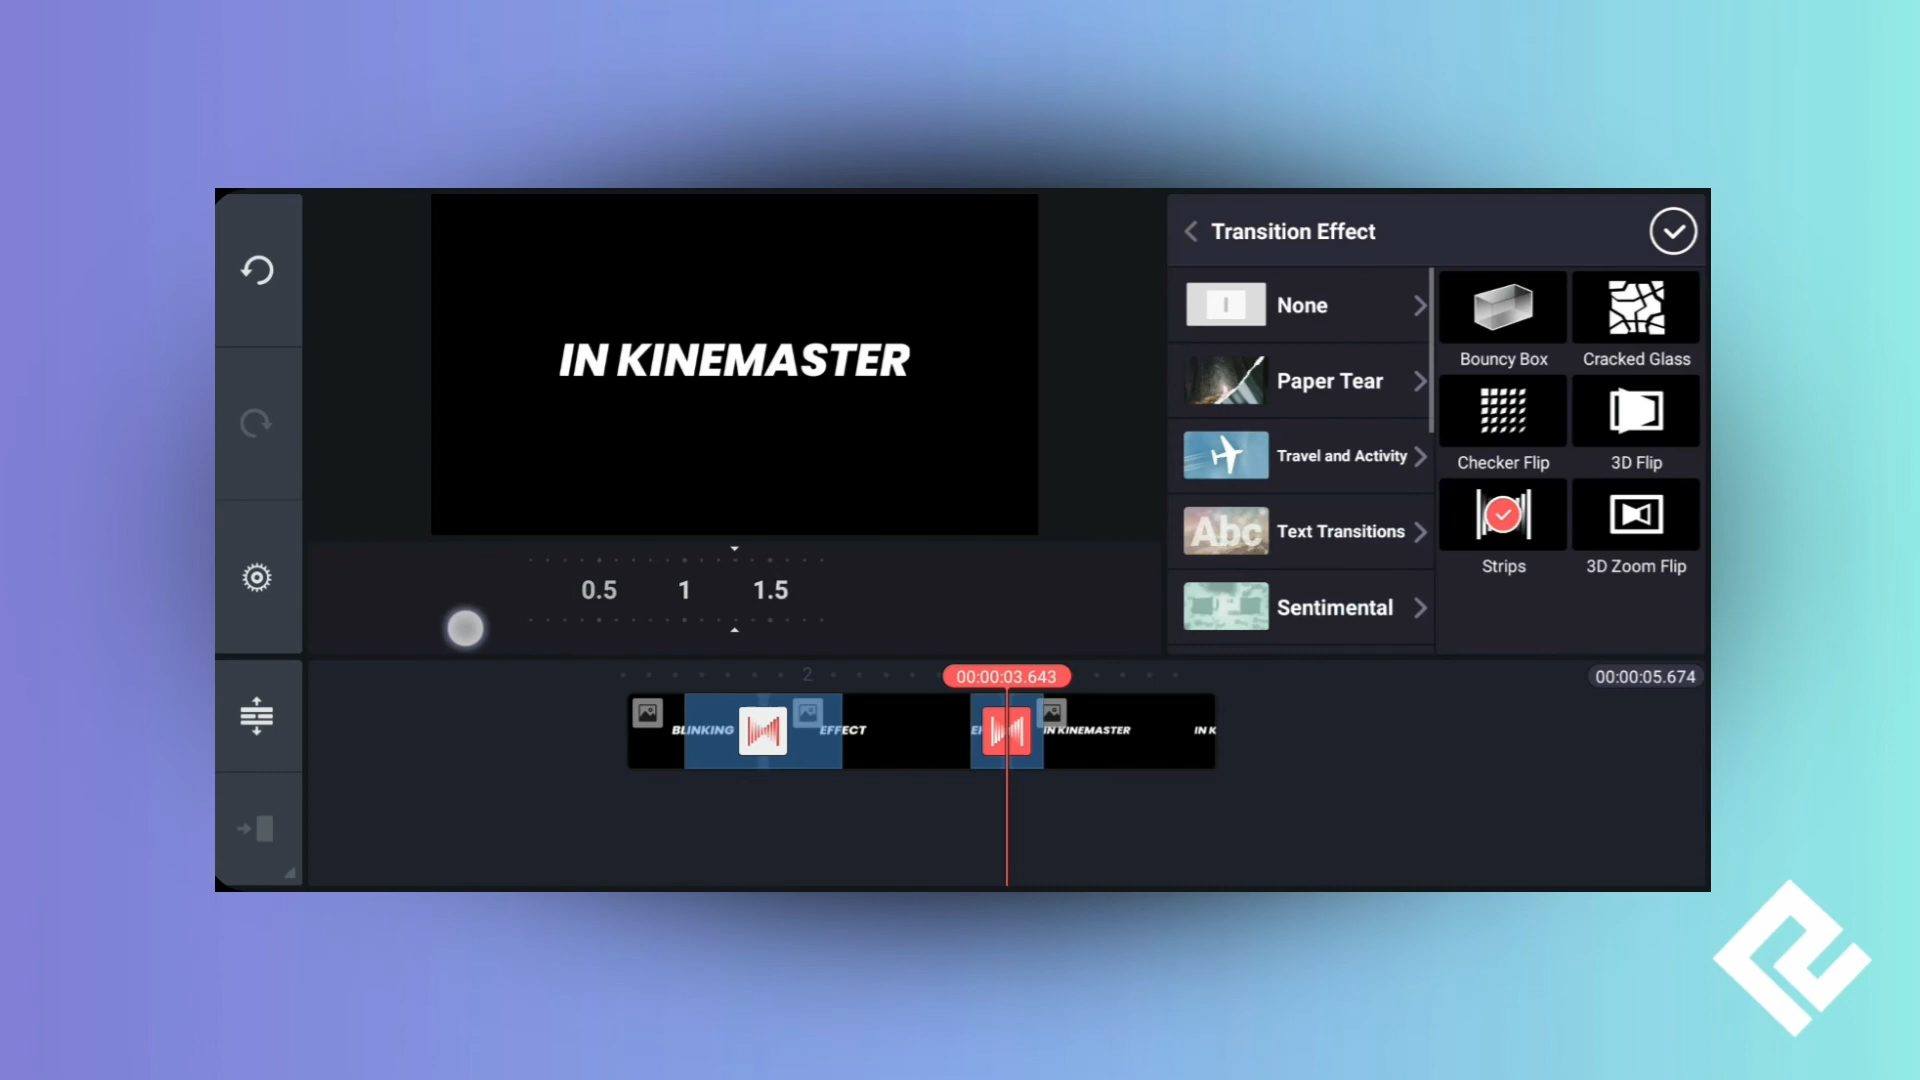 IN KINEMASTER
Transition Effect
None
Paper Tear
Travel and Activity
Abc
Text Transitions
Sentimental
Bouncy Box
Cracked Glass
Checker Flip
3D Flip
Strips
3D Zoom Flip
0.5 1 1.5
2
00:00:03.643
00:00:05.674
BLINKING
EFFECT
IN KINEMASTER
IN K